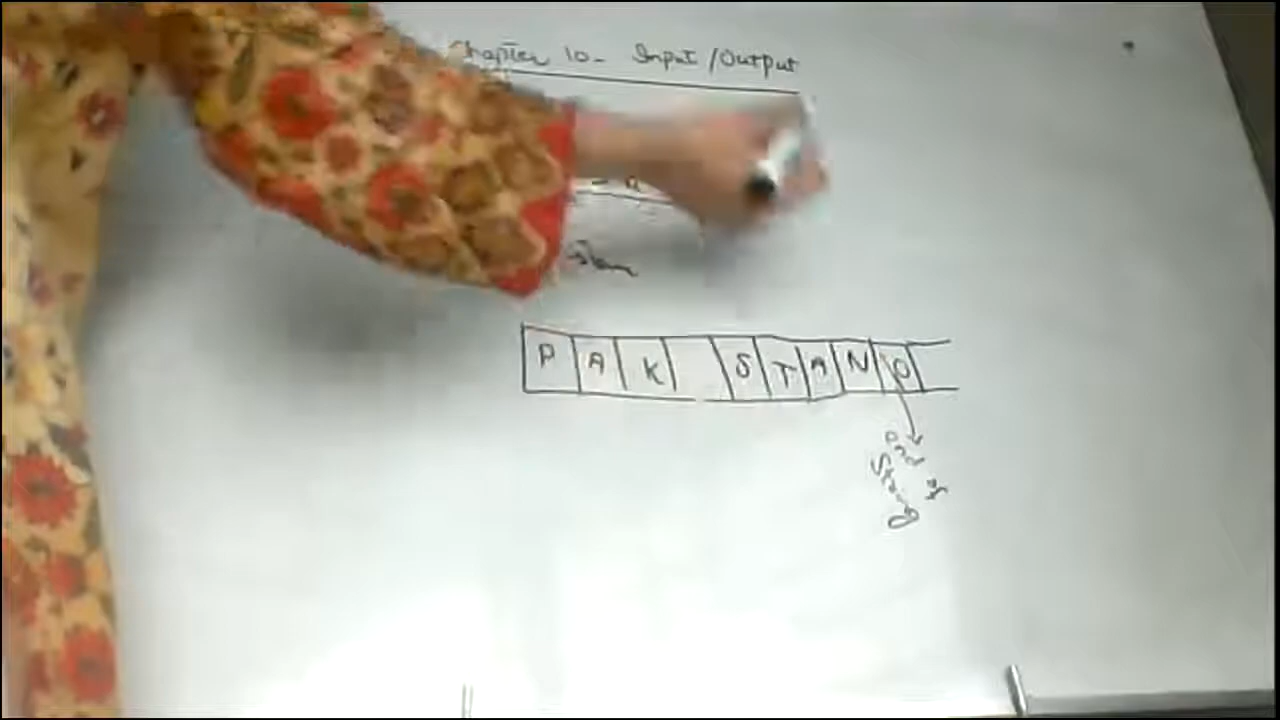 Chapter 10- Input/Output
P A K S T A N O
end of
String